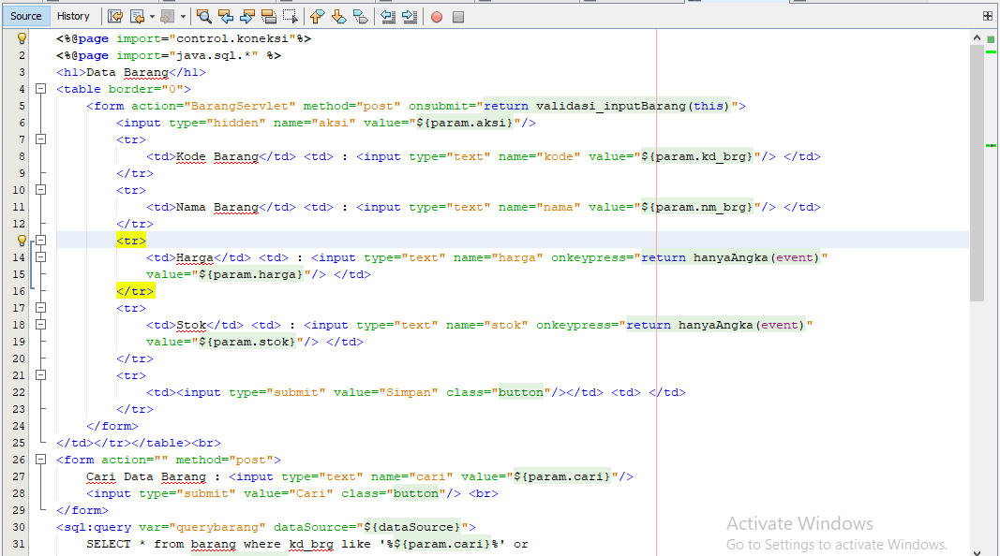 Source History
<%@page import="control.koneksi"%>
2 <%@page import="java.sql.*" %>
3 <h1>Data Barang</h1>
4 <table border="0">
5 <form action="BarangServlet" method="post" onsubmit="return validasi_inputBarang(this)">
6 <input type="hidden" name="aksi" value="${param.aksi}"/>
7 <tr>
8 <td>Kode Barang</td> <td> : <input type="text" name="kode" value="${param.kd_brg}"/> </td>
9 </tr>
10 <tr>
11 <td>Nama Barang</td> <td> : <input type="text" name="nama" value="${param.nm_brg}"/> </td>
12 </tr>
<tr>
14 <td>Harga</td> <td> : <input type="text" name="harga" onkeypress="return hanyaAngka(event)"
15 value="${param.harga}"/> </td>
16 </tr>
17 <tr>
18 <td>Stok</td> <td> : <input type="text" name="stok" onkeypress="return hanyaAngka(event)"
19 value="${param.stok}"/> </td>
20 </tr>
21 <tr>
22 <td><input type="submit" value="Simpan" class="button"/></td> <td> </td>
23 </tr>
24 </form>
25 </td></tr></table><br>
26 <form action="" method="post">
27 Cari Data Barang : <input type="text" name="cari" value="${param.cari}"/>
28 <input type="submit" value="Cari" class="button"/> <br>
29 </form>
30 <sql:query var="querybarang" dataSource="${dataSource}">
31 SELECT * from barang where kd_brg like '%${param.cari}%' or
Activate Windows
Go to Settings to activate Windows.